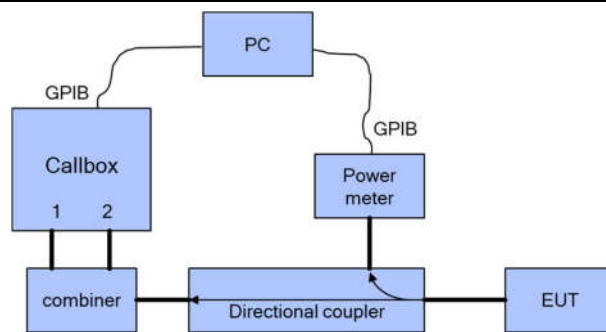 PC
GPIB
GPIB
Callbox
1 2
Power
meter
combiner
Directional coupler
EUT